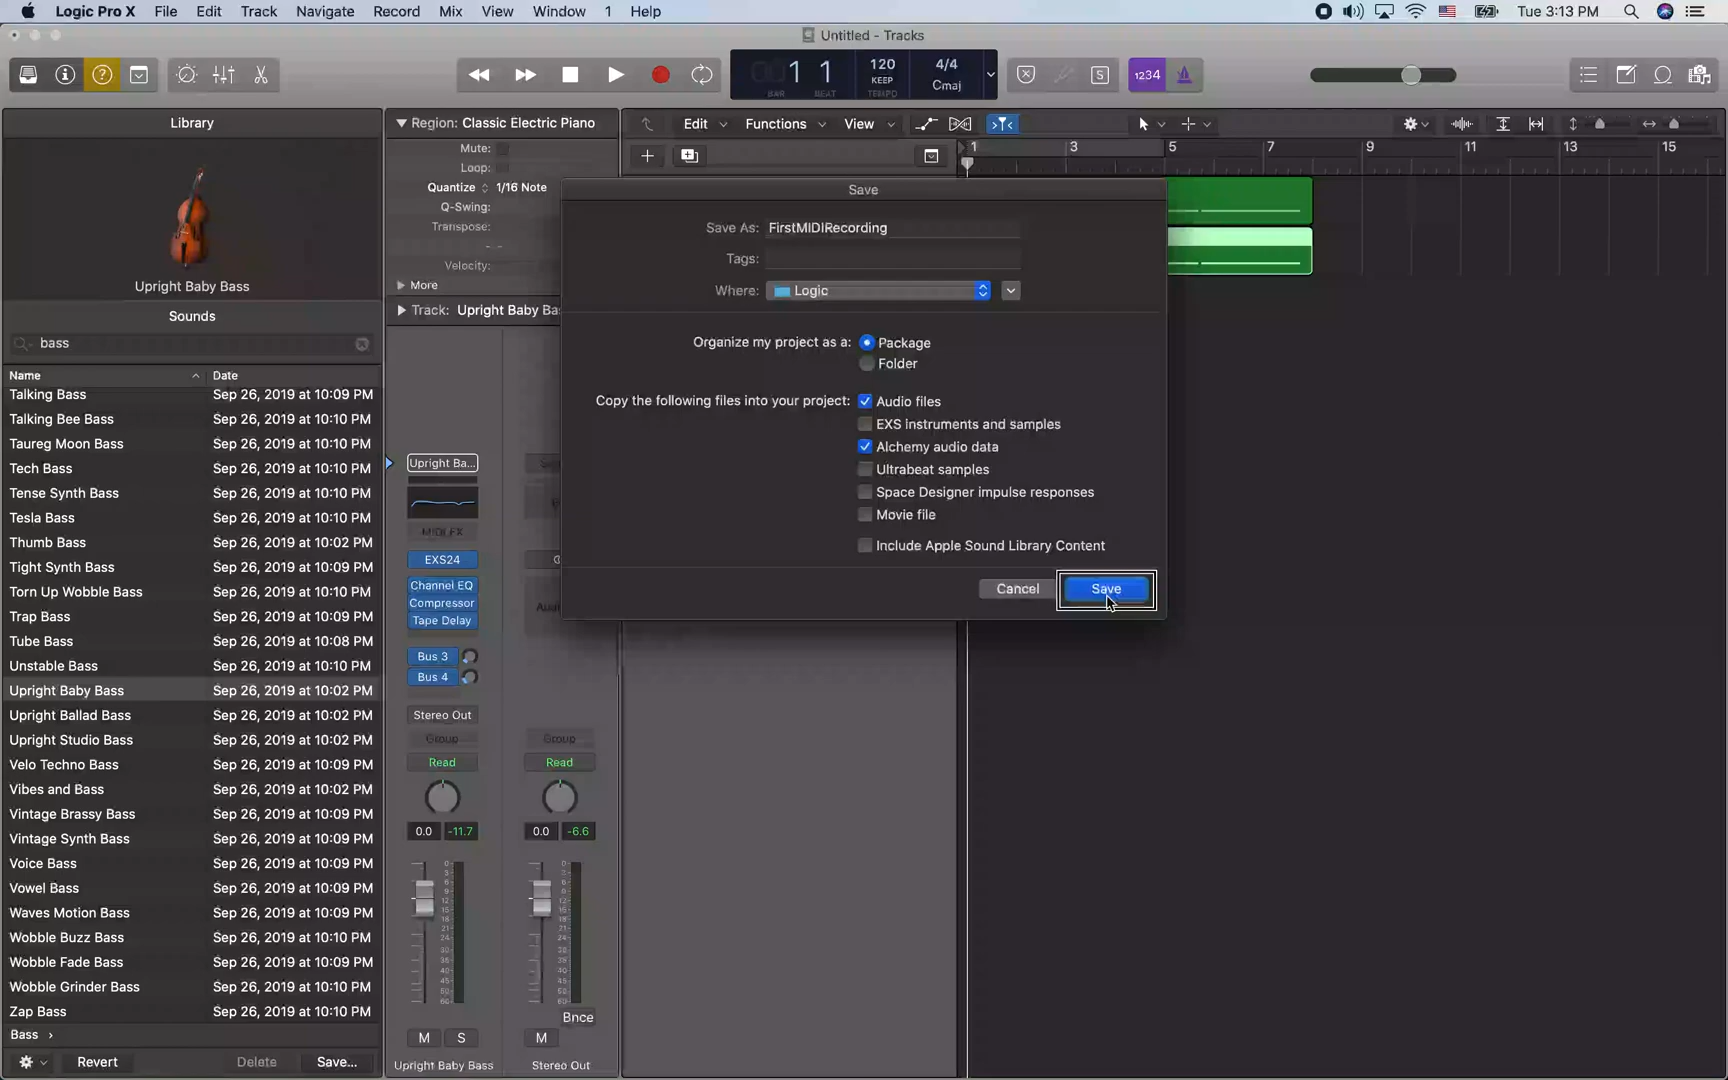 Logic Pro X File Edit Track Navigate Record Mix View Window 1 Help Tue 3:13 PM
Untitled - Tracks
1 1 120 KEEP 4/4 Cmaj
BAR BEAT TEMPO
S 1234
Library
Region: Classic Electric Piano
Edit Functions View
Mute:
Loop:
Quantize 1/16 Note
Q-Swing:
Transpose:
Velocity:
More
Track: Upright Baby Ba
1 3 5 7 9 11 13 15
Upright Baby Bass
Sounds
bass
Name Date
Talking Bass Sep 26, 2019 at 10:09 PM
Talking Bee Bass Sep 26, 2019 at 10:09 PM
Taureg Moon Bass Sep 26, 2019 at 10:09 PM
Tech Bass Sep 26, 2019 at 10:09 PM
Tense Synth Bass Sep 26, 2019 at 10:10 PM
Tesla Bass Sep 26, 2019 at 10:10 PM
Thumb Bass Sep 26, 2019 at 10:02 PM
Tight Synth Bass Sep 26, 2019 at 10:10 PM
Torn Up Wobble Bass Sep 26, 2019 at 10:10 PM
Trap Bass Sep 26, 2019 at 10:09 PM
Tube Bass Sep 26, 2019 at 10:08 PM
Unstable Bass Sep 26, 2019 at 10:10 PM
Upright Baby Bass Sep 26, 2019 at 10:02 PM
Upright Ballad Bass Sep 26, 2019 at 10:02 PM
Upright Studio Bass Sep 26, 2019 at 10:02 PM
Velo Techno Bass Sep 26, 2019 at 10:09 PM
Vibes and Bass Sep 26, 2019 at 10:09 PM
Vintage Brassy Bass Sep 26, 2019 at 10:09 PM
Vintage Synth Bass Sep 26, 2019 at 10:09 PM
Voice Bass Sep 26, 2019 at 10:09 PM
Vowel Bass Sep 26, 2019 at 10:09 PM
Waves Motion Bass Sep 26, 2019 at 10:09 PM
Wobble Buzz Bass Sep 26, 2019 at 10:10 PM
Wobble Fade Bass Sep 26, 2019 at 10:09 PM
Wobble Grinder Bass Sep 26, 2019 at 10:10 PM
Zap Bass Sep 26, 2019 at 10:10 PM
Bass
Revert Delete Save...
Upright Ba...
MIDI FX
EXS24
Channel EQ
Compressor
Tape Delay
Bus 3
Bus 4
Stereo Out
Group Group
Read Read
0.0 -11.7 0.0 -6.6
Bnce
M S M
Upright Baby Bass Stereo Out
Save
Save As: FirstMIDIRecording
Tags:
Where: Logic
Organize my project as a: Package
Folder
Copy the following files into your project: Audio files
EXS instruments and samples
Alchemy audio data
Ultrabeat samples
Space Designer impulse responses
Movie file
Include Apple Sound Library Content
Cancel Save